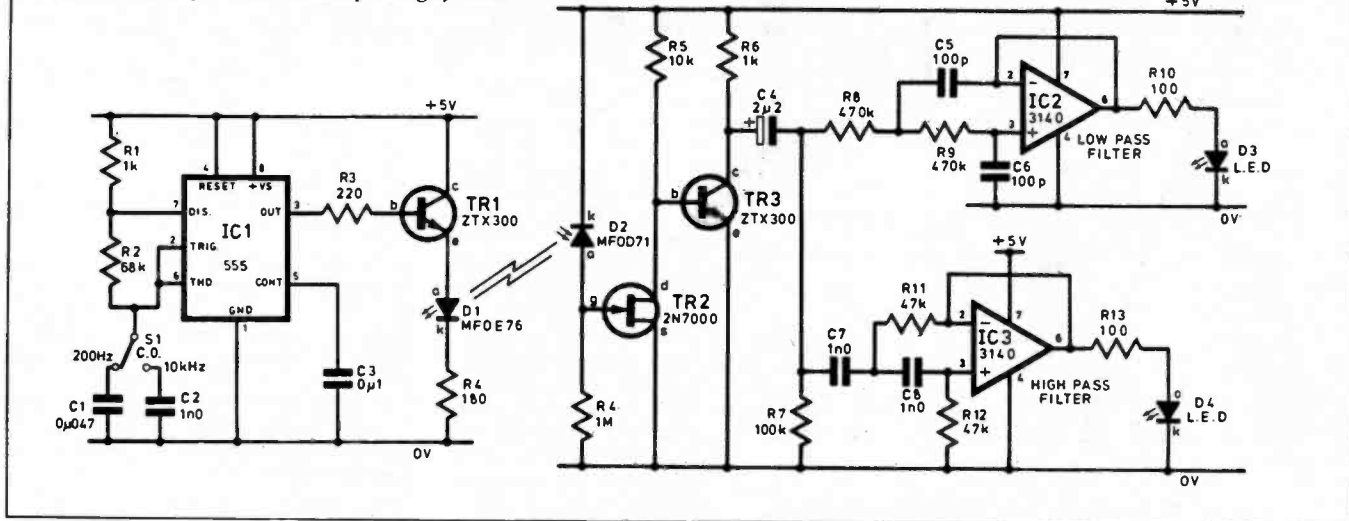 +5V
R5
10k
R6
1k
C4
+
2µ2
R8
470k
C5
100p
R9
470k
C6
100p
2
−
7
IC2
3140
3
+
4
6
LOW PASS
FILTER
R10
100
a
D3
L.E.D
k
0V
+5V
R1
1k
4
8
RESET
+VS
7
DIS.
OUT
3
IC1
R2
68k
2
TRIG
555
6
THD
CONT
5
GND
1
S1
C.O.
200Hz
10kHz
C1
0µ047
C2
1n0
C3
0µ1
R3
220
b
c
e
TR1
ZTX300
a
D1
MFOE76
k
R4
180
0V
k
D2
MFOD71
a
g
d
s
TR2
2N7000
R4
1M
b
c
e
TR3
ZTX300
R7
100k
C7
1n0
R11
47k
C8
1n0
R12
47k
+5V
2
−
7
IC3
3140
3
+
4
6
HIGH PASS
FILTER
R13
100
a
D4
L.E.D
k
0V